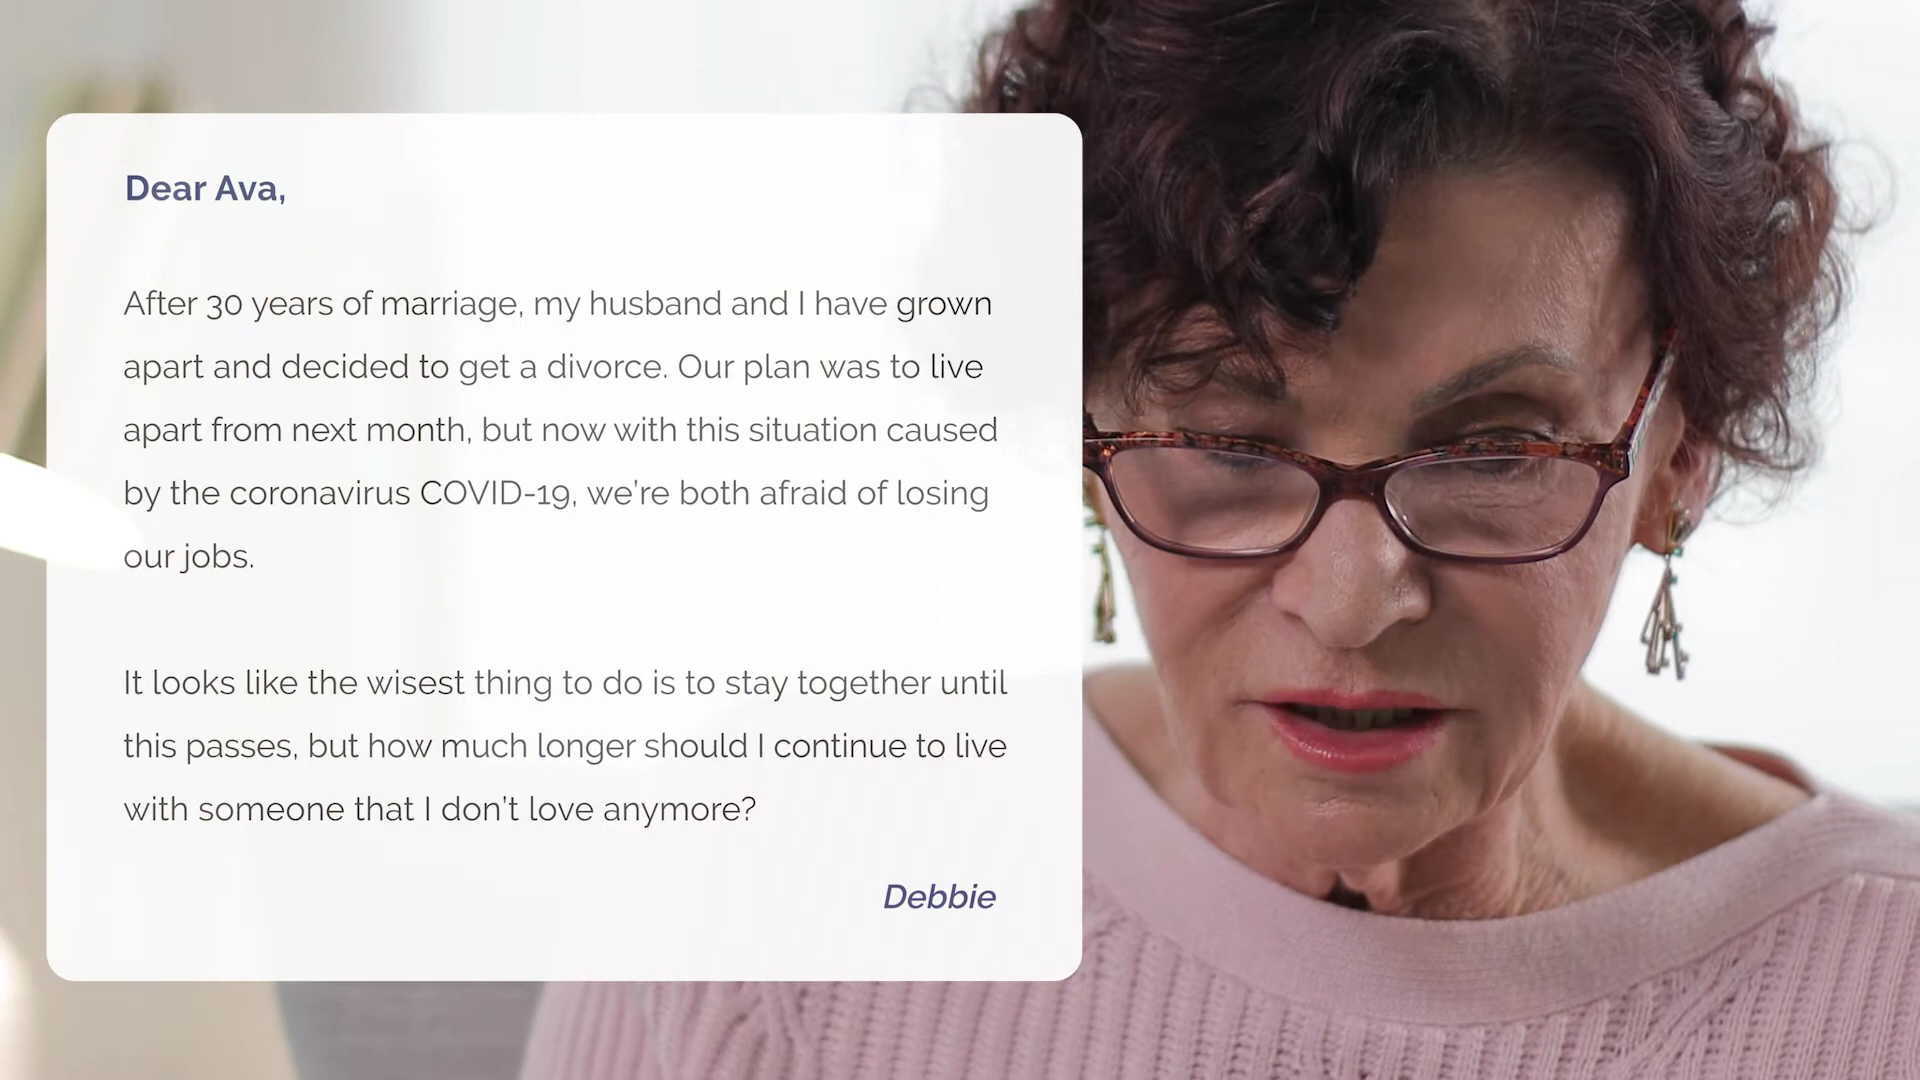 Dear Ava,
After 30 years of marriage, my husband and I have grown
apart and decided to get a divorce. Our plan was to live
apart from next month, but now with this situation caused
by the coronavirus COVID-19, we're both afraid of losing
our jobs.
It looks like the wisest thing to do is to stay together until
this passes, but how much longer should I continue to live
with someone that I don't love anymore?
Debbie